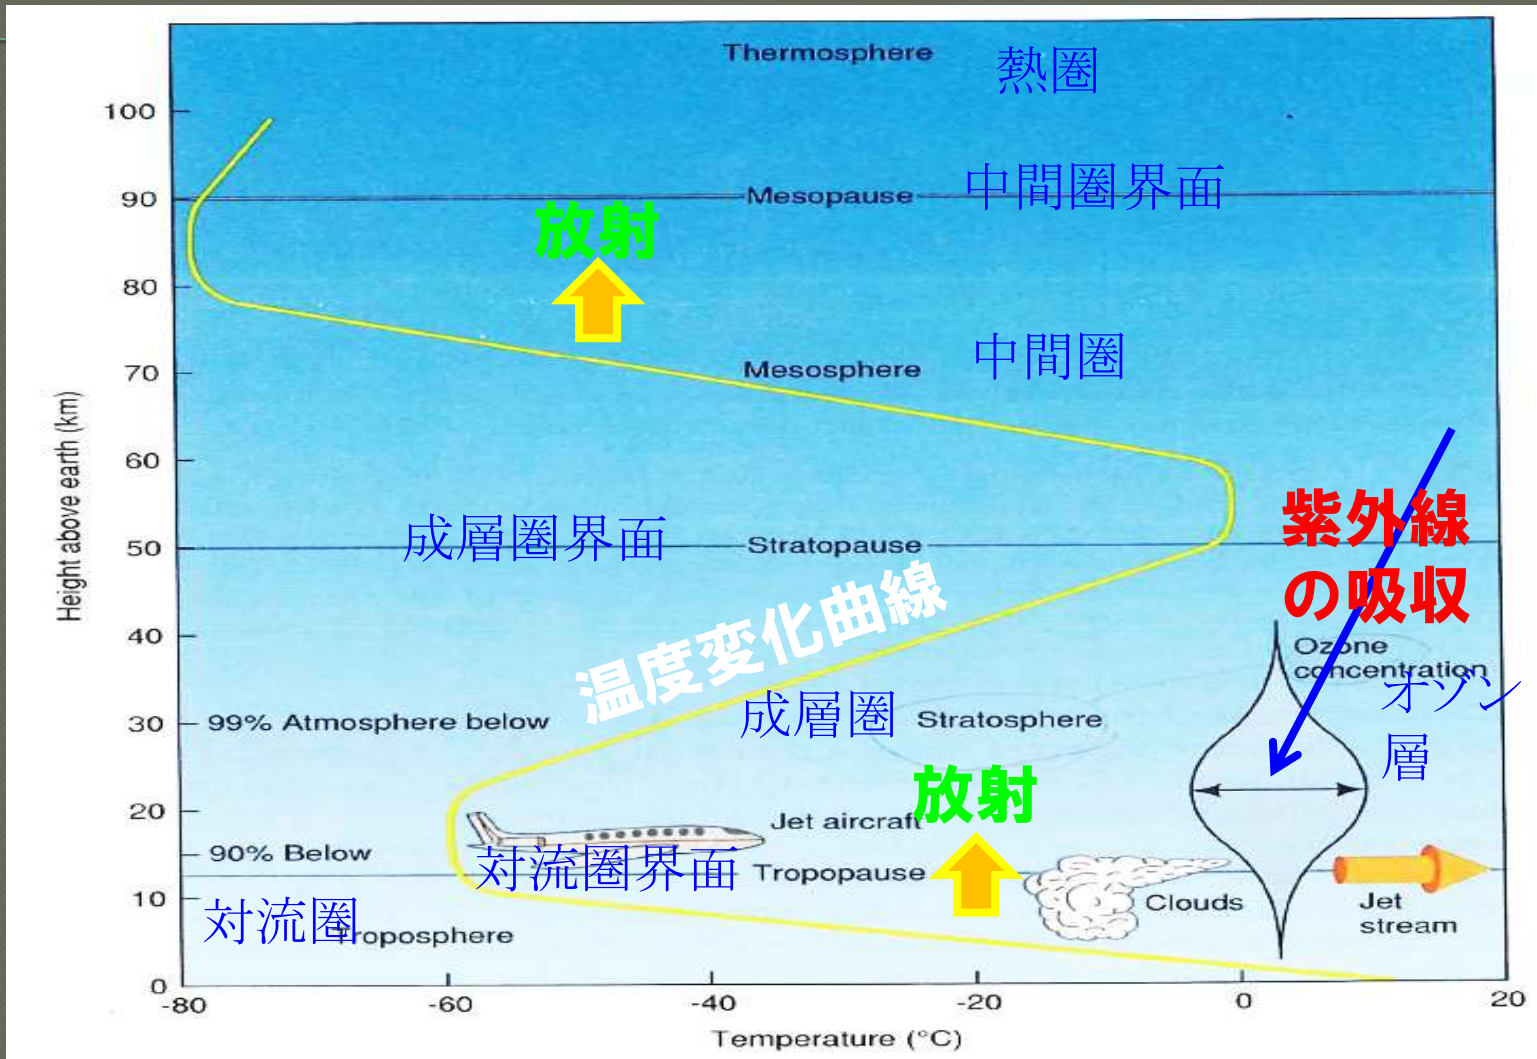 Thermosphere
熱圏
100
90
Mesopause
中間圏界面
放射
80
Mesosphere
中間圏
70
Height above earth (km)
60
紫外線
の吸収
成層圏界面
50
Stratopause
温度変化曲線
40
Ozone
concentration
オゾン
層
30
99% Atmosphere below
成層圏
Stratosphere
放射
20
Jet aircraft
90% Below
対流圏界面
Tropopause
10
対流圏
Troposphere
Clouds
Jet
stream
0
-80
-60
-40
-20
0
20
Temperature (°C)